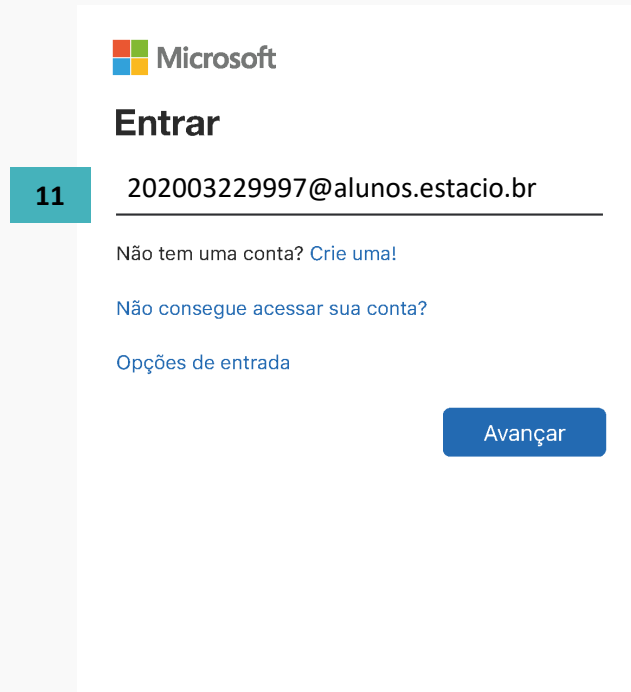 Microsoft
Entrar
11
202003229997@alunos.estacio.br
Não tem uma conta? Crie uma!
Não consegue acessar sua conta?
Opções de entrada
Avançar